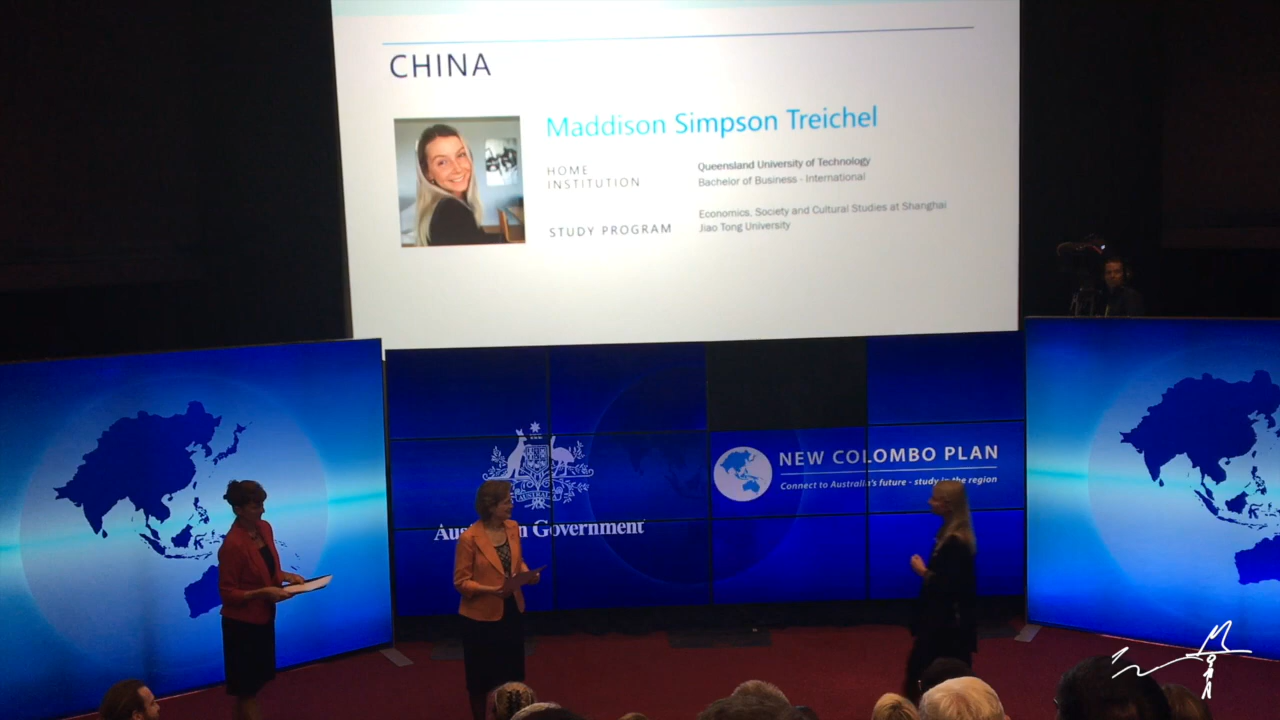 CHINA
Maddison Simpson Treichel
HOME
INSTITUTION
Queensland University of Technology
Bachelor of Business - International
STUDY PROGRAM
Economics, Society and Cultural Studies at Shanghai
Jiao Tong University
NEW COLOMBO PLAN
Connect to Australia's future - study in the region
AUSTRALIA
Government